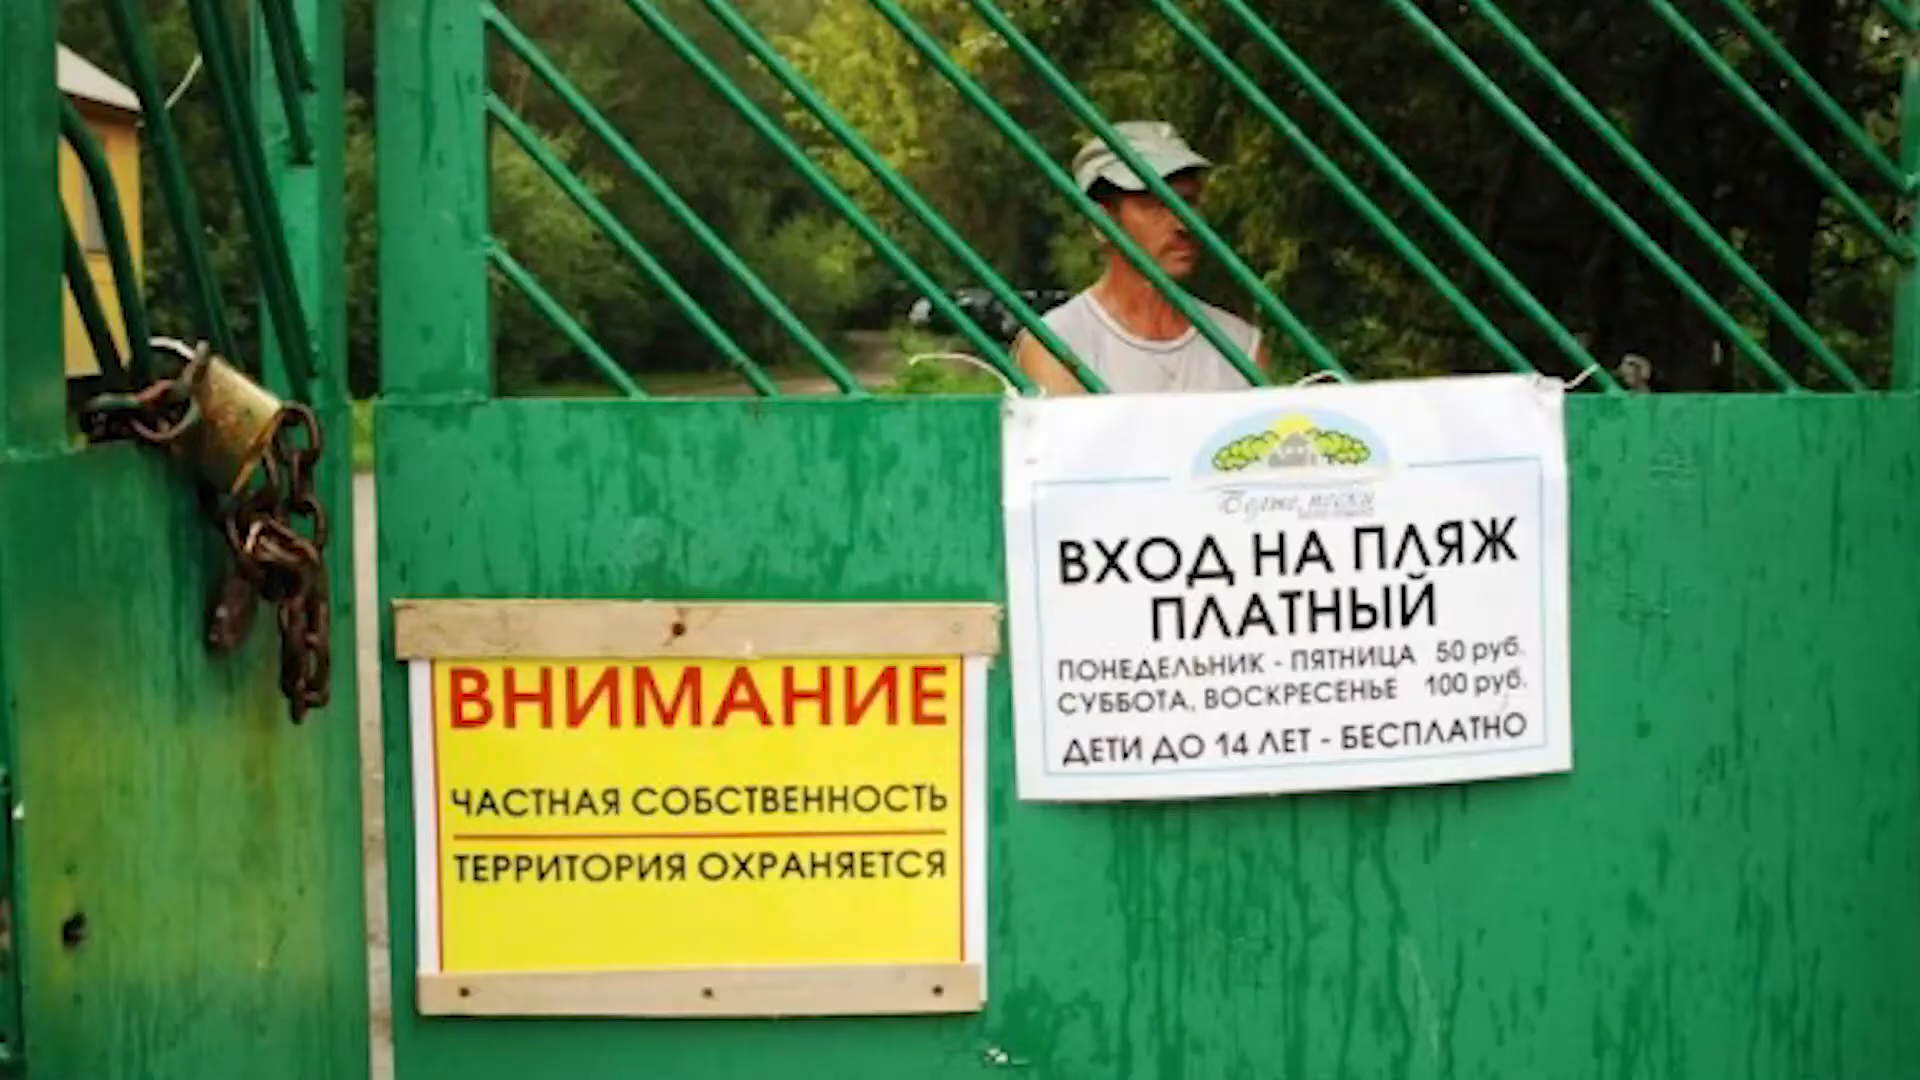 ВНИМАНИЕ
ЧАСТНАЯ СОБСТВЕННОСТЬ
ТЕРРИТОРИЯ ОХРАНЯЕТСЯ
ВХОД НА ПЛЯЖ
ПЛАТНЫЙ
ПОНЕДЕЛЬНИК - ПЯТНИЦА 50 руб.
СУББОТА, ВОСКРЕСЕНЬЕ 100 руб.
ДЕТИ ДО 14 ЛЕТ - БЕСПЛАТНО